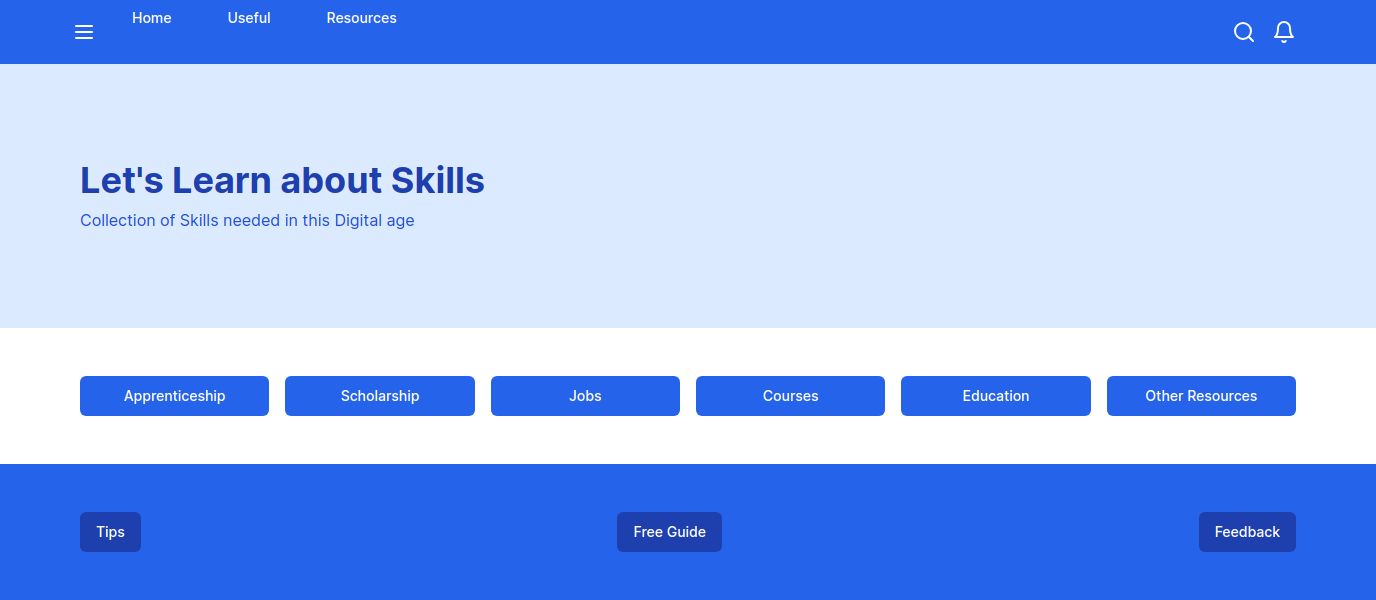 Home Useful Resources
Let's Learn about Skills
Collection of Skills needed in this Digital age
Apprenticeship Scholarship Jobs Courses Education Other Resources
Tips Free Guide Feedback